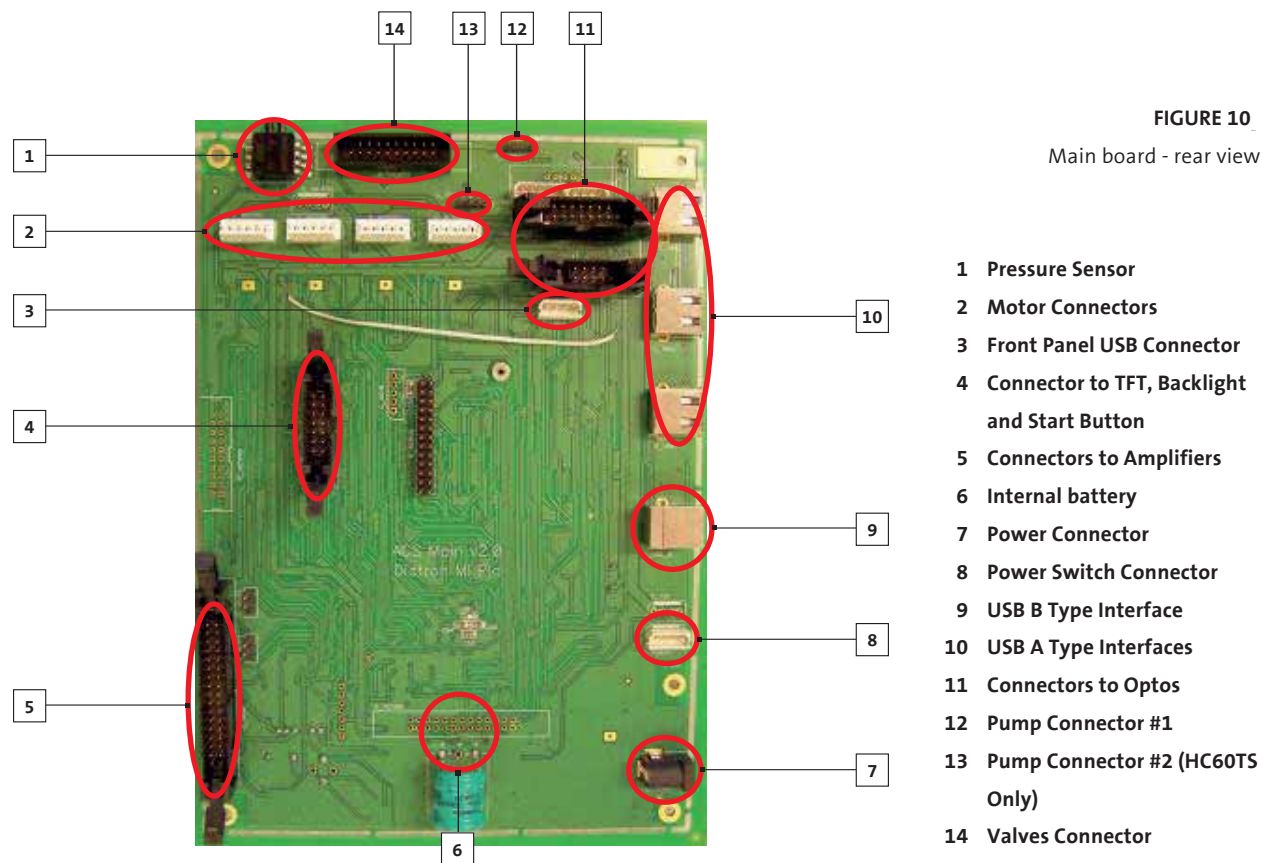 14
13
12
11
1
2
3
4
5
10
9
8
7
6
ACS Main v2.0
FIGURE 10
Main board - rear view
1 Pressure Sensor
2 Motor Connectors
3 Front Panel USB Connector
4 Connector to TFT, Backlight
and Start Button
5 Connectors to Amplifiers
6 Internal battery
7 Power Connector
8 Power Switch Connector
9 USB B Type Interface
10 USB A Type Interfaces
11 Connectors to Optos
12 Pump Connector #1
13 Pump Connector #2 (HC60TS
Only)
14 Valves Connector